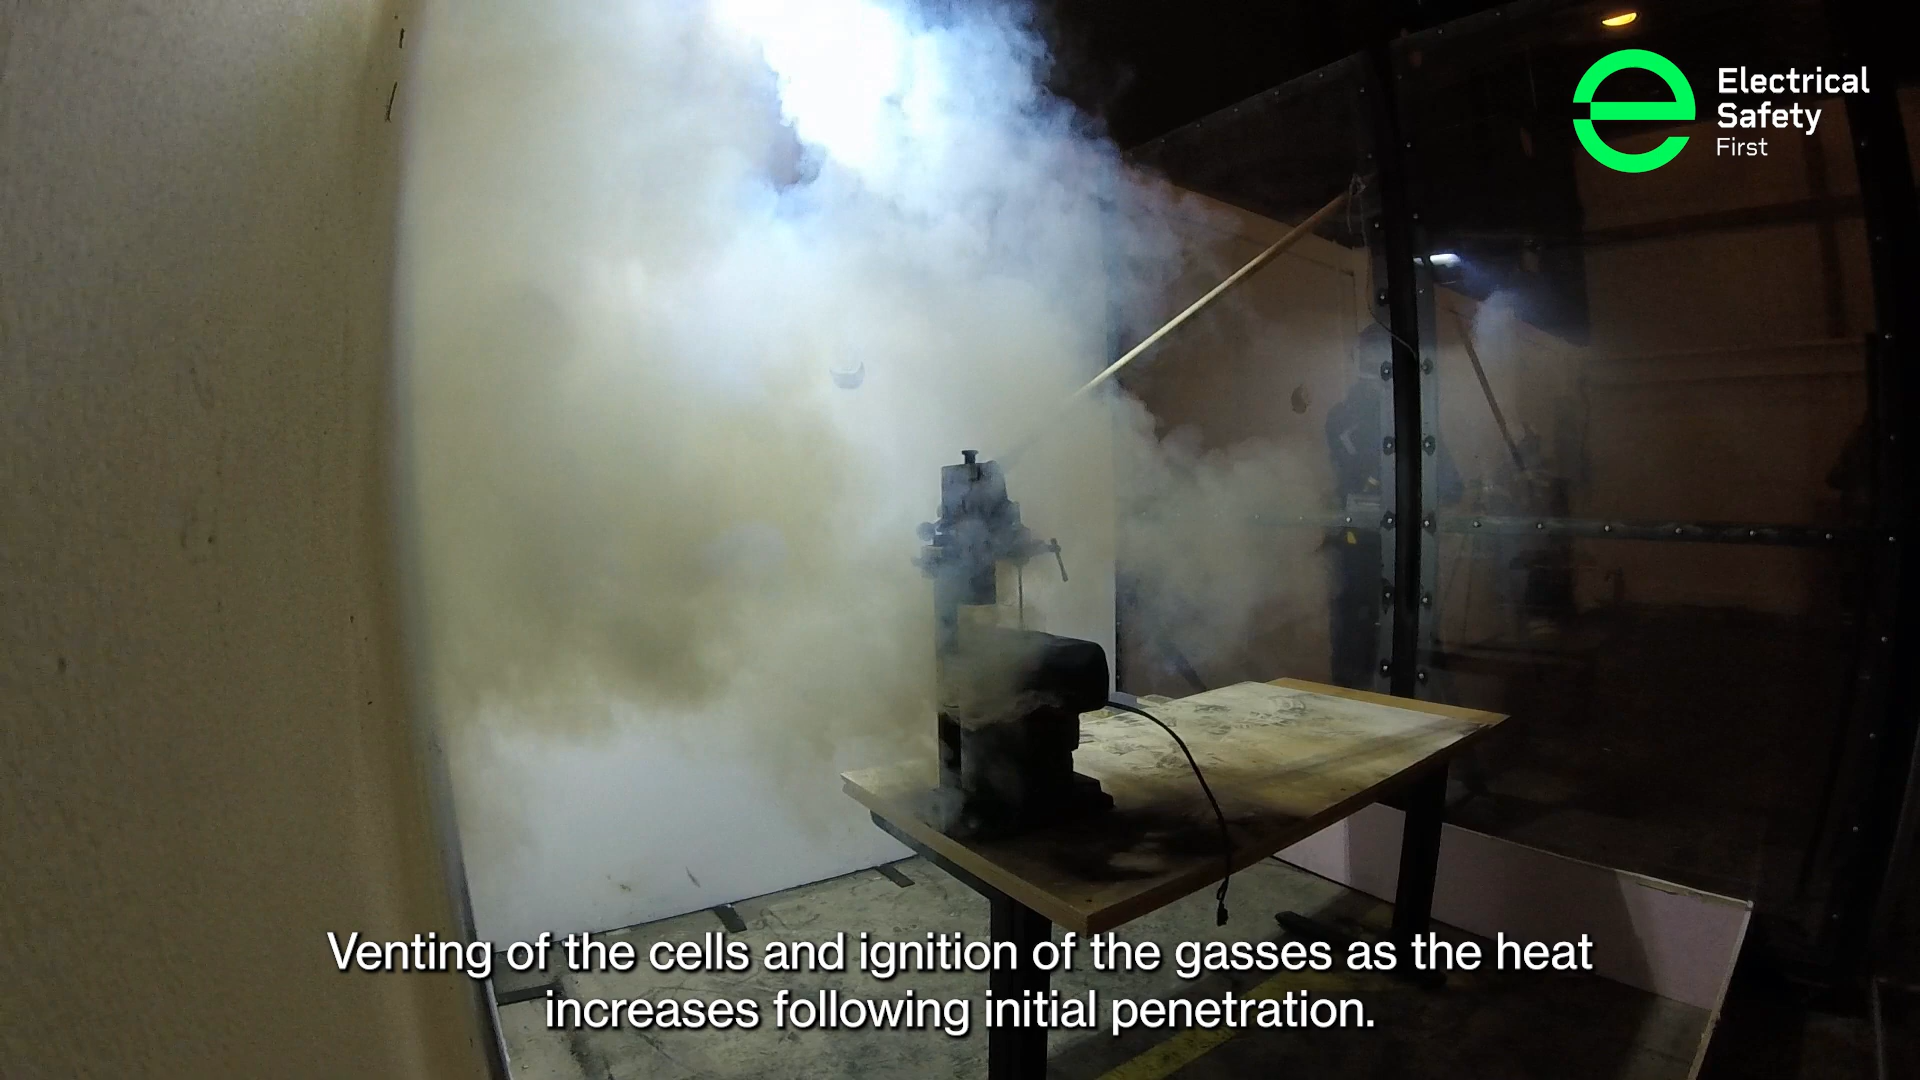 Electrical
Safety
First
Venting of the cells and ignition of the gasses as the heat
increases following initial penetration.